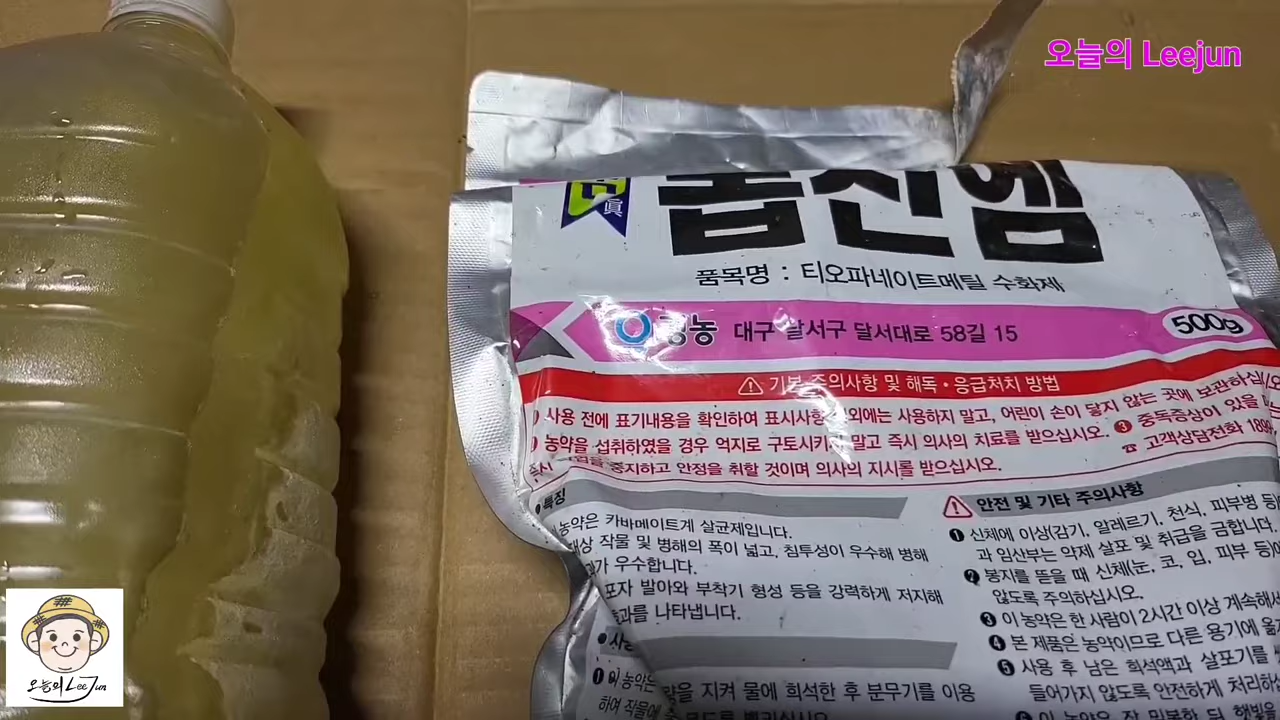 오늘의 Leejun
톱진엠
품목명 : 티오파네이트메틸 수화제
경농 대구 달서구 달서대로 58길 15
500g
기본 주의사항 및 해독·응급처치 방법
사용 전에 표기내용을 확인하여 표시사항 외에는 사용하지 말고, 어린이 손이 닿지 않는 곳에 보관하십
농약을 섭취하였을 경우 억지로 구토시키지 말고 즉시 의사의 치료를 받으십시오. ❸ 중독증상이 있을
즉시 중지하고 안정을 취할 것이며 의사의 지시를 받으십시오.
☎ 고객상담전화
●특징
농약은 카바메이트계 살균제입니다.
대상 작물 및 병해의 폭이 넓고, 침투성이 우수해 병해
우수합니다.
포자 발아와 부착기 형성 등을 강력하게 저지해
효과를 나타냅니다.
❶ 이 농약은 량을 지켜 물에 희석한 후 분무기를 이용
하여 작물에
안전 및 기타 주의사항
❶ 신체에 이상(감기, 알레르기, 천식, 피부병 등
과 임산부는 약제 살포 및 취급을 금합니다
❷ 봉지를 뜯을 때 신체(눈, 코, 입, 피부 등)
않도록 주의하십시오.
❸ 이 농약은 한 사람이 2시간 이상 계속해서
❹ 본 제품은 농약이므로 다른 용기에
❺ 사용 후 남은 희석액과 살포기를
들어가지 않도록 안전하게 처리하
오늘의 LeeJun